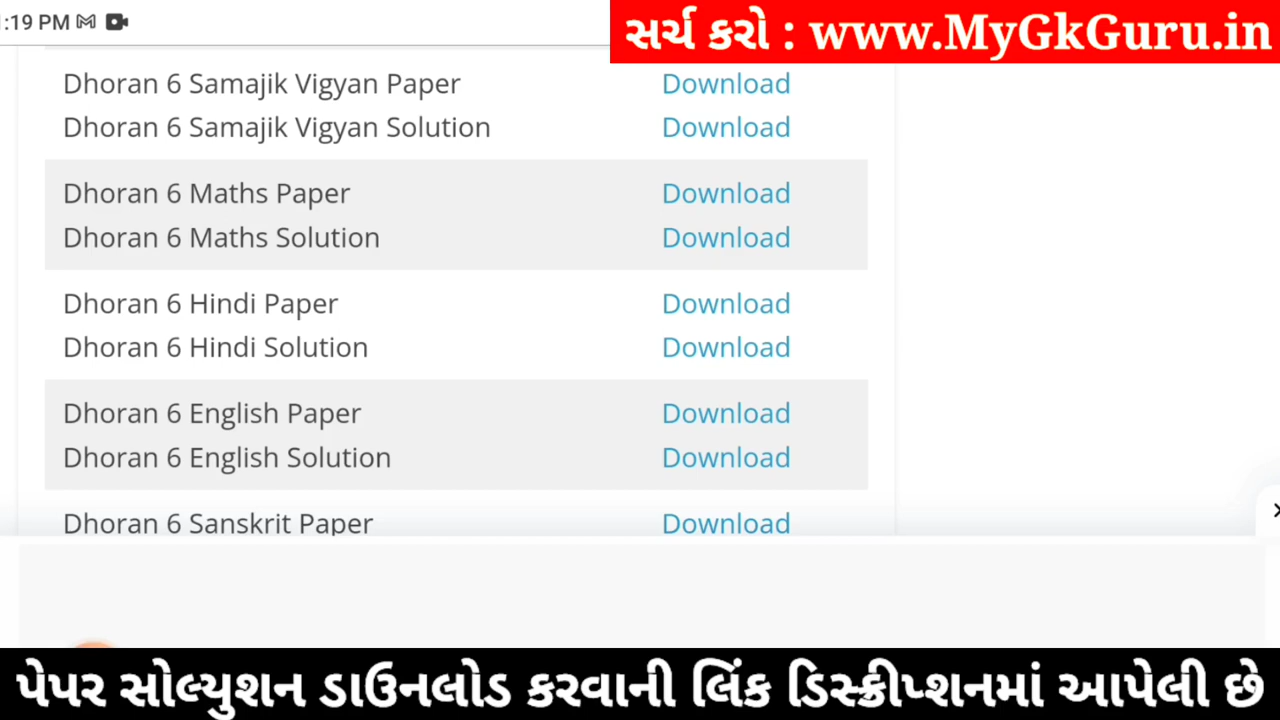 :19 PM
સર્ચ કરો : www.MyGkGuru.in
Dhoran 6 Samajik Vigyan Paper Download
Dhoran 6 Samajik Vigyan Solution Download
Dhoran 6 Maths Paper Download
Dhoran 6 Maths Solution Download
Dhoran 6 Hindi Paper Download
Dhoran 6 Hindi Solution Download
Dhoran 6 English Paper Download
Dhoran 6 English Solution Download
Dhoran 6 Sanskrit Paper Download
પેપર સોલ્યુશન ડાઉનલોડ કરવાની લિંક ડિસ્ક્રીપ્શનમાં આપેલી છે